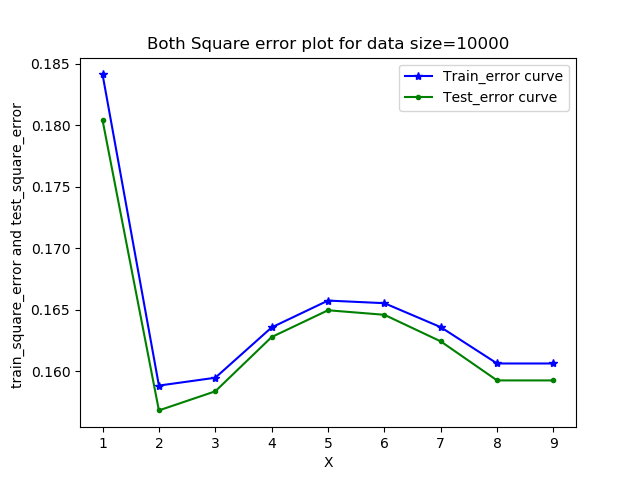 Both Square error plot for data size=10000
Train_error curve
Test_error curve
train_square_error and test_square_error
0.185
0.180
0.175
0.170
0.165
0.160
1 2 3 4 5 6 7 8 9
X